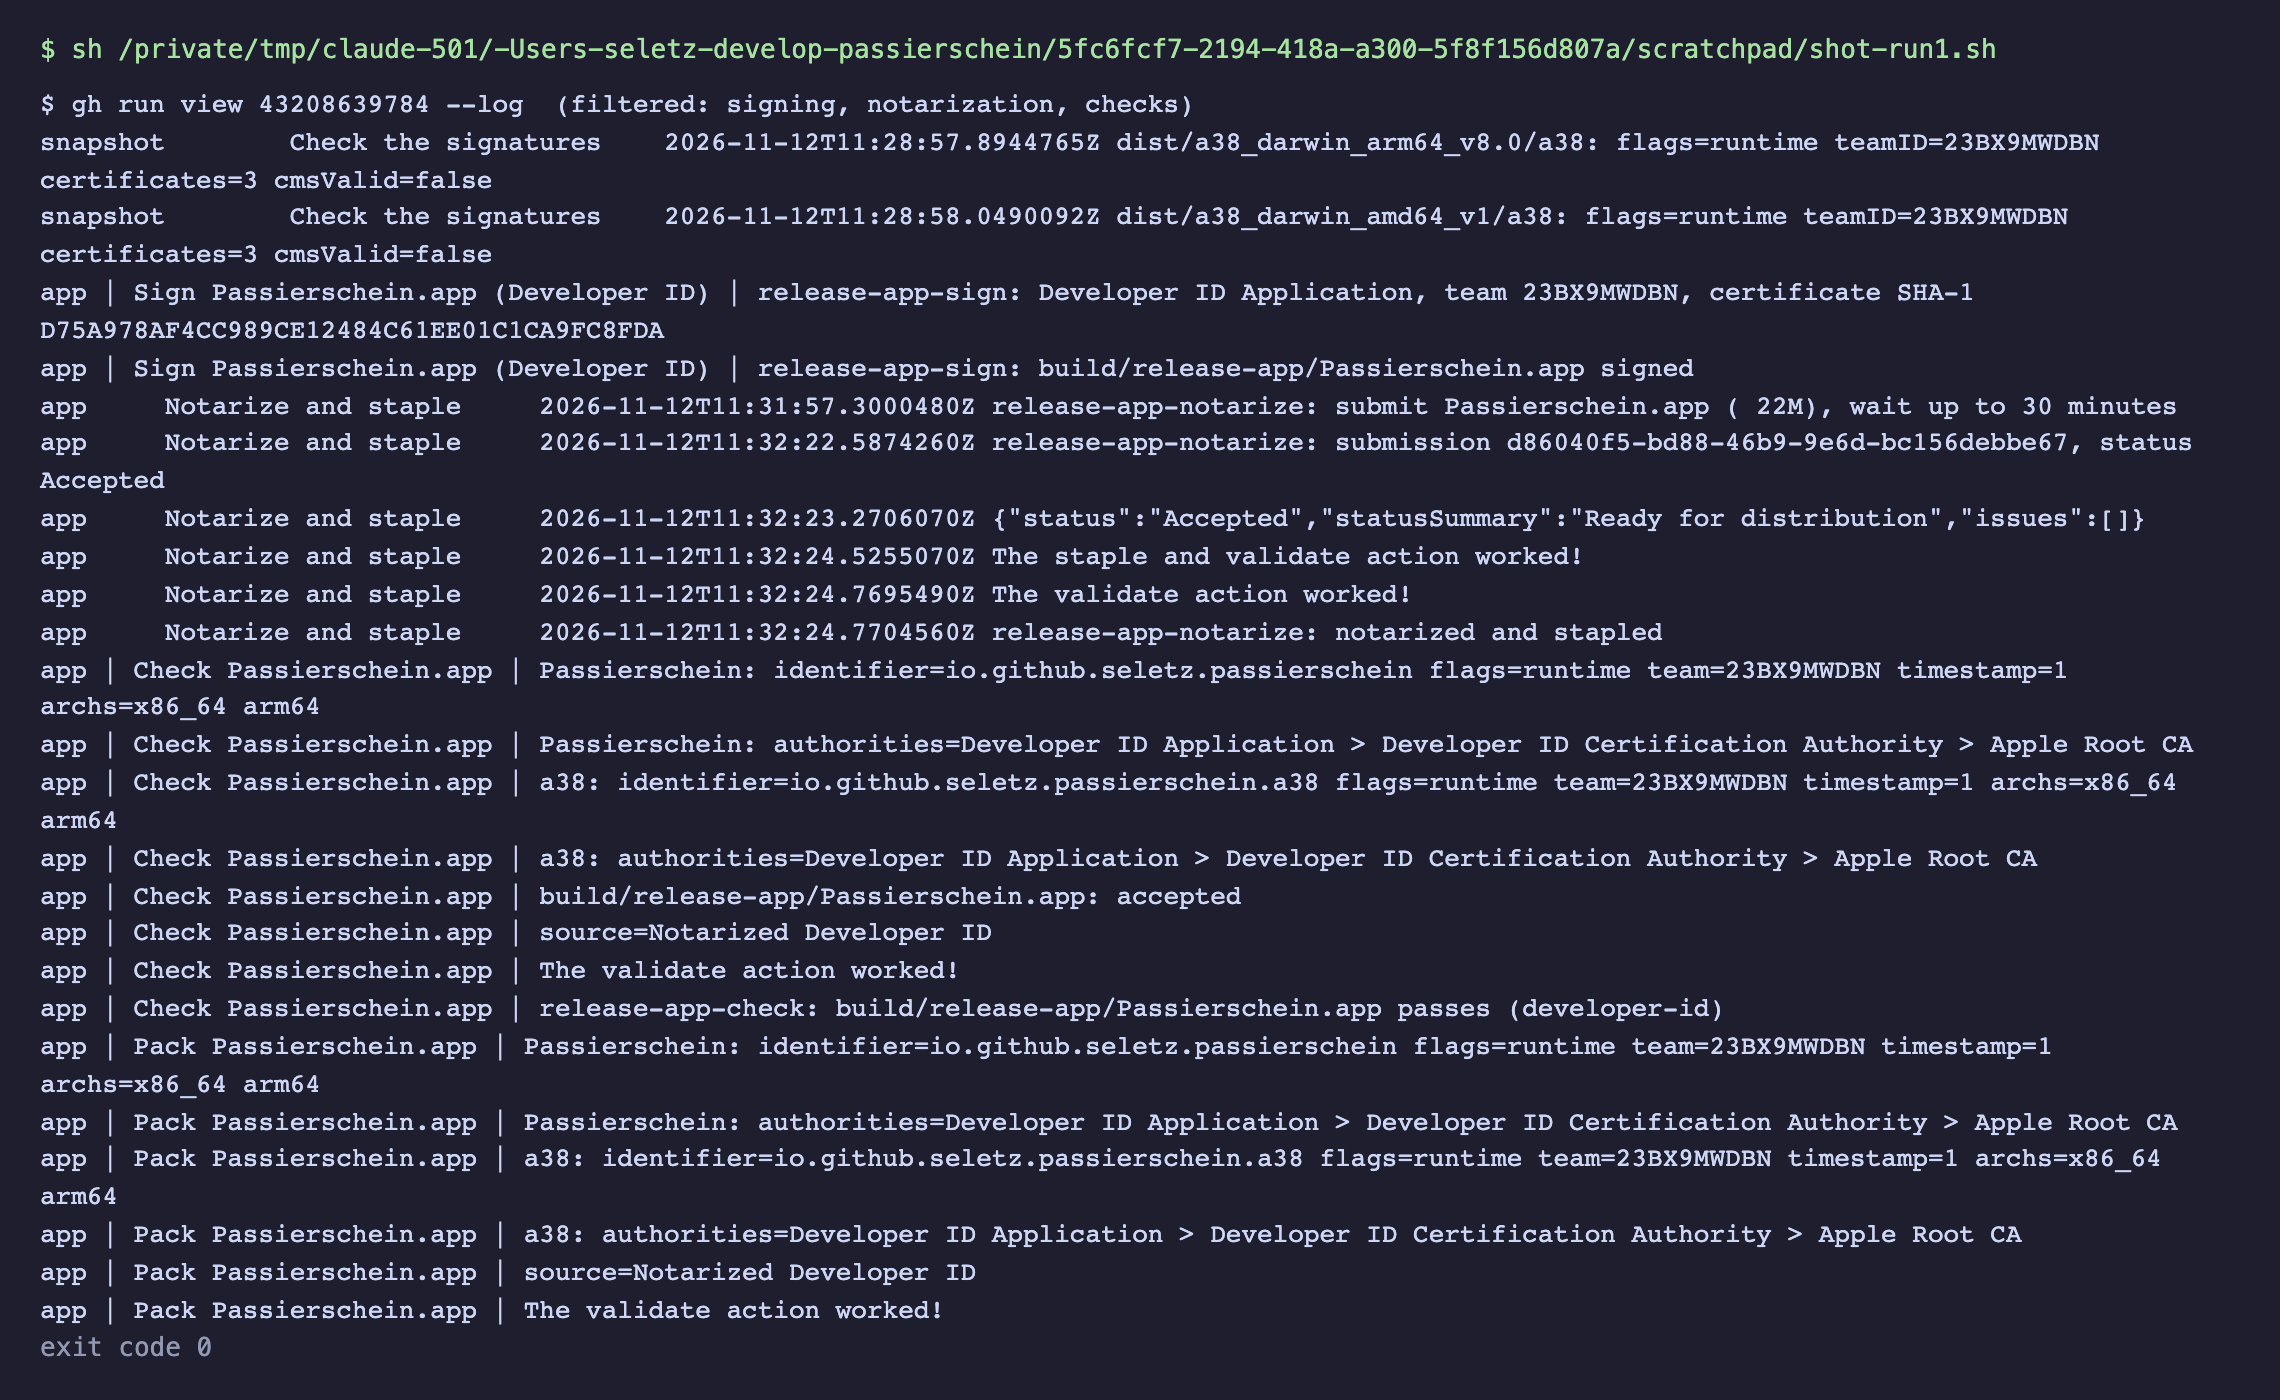 $ sh /private/tmp/claude-501/-Users-seletz-develop-passierschein/5fc6fcf7-2194-418a-a300-5f8f156d807a/scratchpad/shot-run1.sh
$ gh run view 43208639784 --log  (filtered: signing, notarization, checks)
snapshot        Check the signatures    2026-11-12T11:28:57.8944765Z dist/a38_darwin_arm64_v8.0/a38: flags=runtime teamID=23BX9MWDBN
certificates=3 cmsValid=false
snapshot        Check the signatures    2026-11-12T11:28:58.0490092Z dist/a38_darwin_amd64_v1/a38: flags=runtime teamID=23BX9MWDBN
certificates=3 cmsValid=false
app | Sign Passierschein.app (Developer ID) | release-app-sign: Developer ID Application, team 23BX9MWDBN, certificate SHA-1
D75A978AF4CC989CE12484C61EE01C1CA9FC8FDA
app | Sign Passierschein.app (Developer ID) | release-app-sign: build/release-app/Passierschein.app signed
app     Notarize and staple     2026-11-12T11:31:57.3000480Z release-app-notarize: submit Passierschein.app ( 22M), wait up to 30 minutes
app     Notarize and staple     2026-11-12T11:32:22.5874260Z release-app-notarize: submission d86040f5-bd88-46b9-9e6d-bc156debbe67, status
Accepted
app     Notarize and staple     2026-11-12T11:32:23.2706070Z {"status":"Accepted","statusSummary":"Ready for distribution","issues":[]}
app     Notarize and staple     2026-11-12T11:32:24.5255070Z The staple and validate action worked!
app     Notarize and staple     2026-11-12T11:32:24.7695490Z The validate action worked!
app     Notarize and staple     2026-11-12T11:32:24.7704560Z release-app-notarize: notarized and stapled
app | Check Passierschein.app | Passierschein: identifier=io.github.seletz.passierschein flags=runtime team=23BX9MWDBN timestamp=1
archs=x86_64 arm64
app | Check Passierschein.app | Passierschein: authorities=Developer ID Application > Developer ID Certification Authority > Apple Root CA
app | Check Passierschein.app | a38: identifier=io.github.seletz.passierschein.a38 flags=runtime team=23BX9MWDBN timestamp=1 archs=x86_64
arm64
app | Check Passierschein.app | a38: authorities=Developer ID Application > Developer ID Certification Authority > Apple Root CA
app | Check Passierschein.app | build/release-app/Passierschein.app: accepted
app | Check Passierschein.app | source=Notarized Developer ID
app | Check Passierschein.app | The validate action worked!
app | Check Passierschein.app | release-app-check: build/release-app/Passierschein.app passes (developer-id)
app | Pack Passierschein.app | Passierschein: identifier=io.github.seletz.passierschein flags=runtime team=23BX9MWDBN timestamp=1
archs=x86_64 arm64
app | Pack Passierschein.app | Passierschein: authorities=Developer ID Application > Developer ID Certification Authority > Apple Root CA
app | Pack Passierschein.app | a38: identifier=io.github.seletz.passierschein.a38 flags=runtime team=23BX9MWDBN timestamp=1 archs=x86_64
arm64
app | Pack Passierschein.app | a38: authorities=Developer ID Application > Developer ID Certification Authority > Apple Root CA
app | Pack Passierschein.app | source=Notarized Developer ID
app | Pack Passierschein.app | The validate action worked!
exit code 0